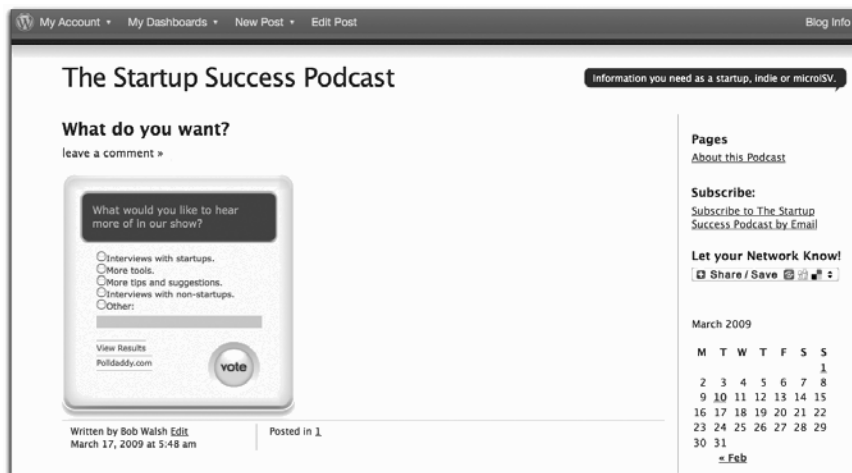 My Account ▾ My Dashboards ▾ New Post ▾ Edit Post Blog Info
The Startup Success Podcast
Information you need as a startup, indie or microISV.
What do you want?
leave a comment »
What would you like to hear
more of in our show?
Interviews with startups.
More tools.
More tips and suggestions.
Interviews with non-startups.
Other:
View Results
Polldaddy.com
vote
Written by Bob Walsh Edit
March 17, 2009 at 5:48 am
Posted in 1
Pages
About this Podcast
Subscribe:
Subscribe to The Startup
Success Podcast by Email
Let your Network Know!
Share / Save
March 2009
M T W T F S S
1
2 3 4 5 6 7 8
9 10 11 12 13 14 15
16 17 18 19 20 21 22
23 24 25 26 27 28 29
30 31
« Feb